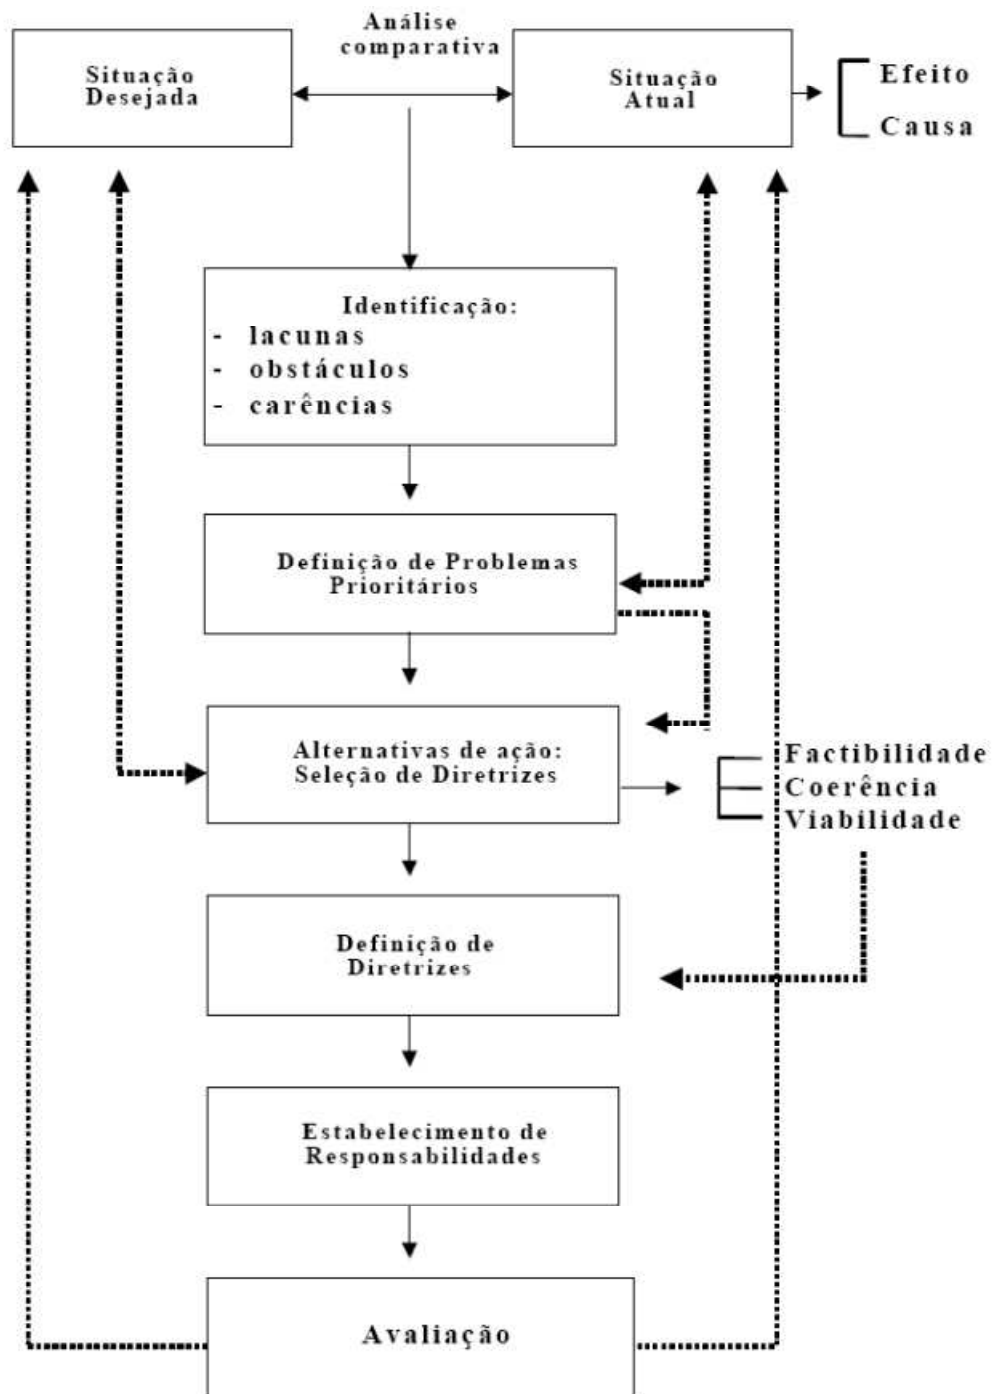 Análise
comparativa
Situação
Desejada
Situação
Atual
Efeito
Causa
Identificação:
- lacunas
- obstáculos
- carências
Definição de Problemas
Prioritários
Alternativas de ação:
Seleção de Diretrizes
Factibilidade
Coerência
Viabilidade
Definição de
Diretrizes
Estabelecimento de
Responsabilidades
Avaliação